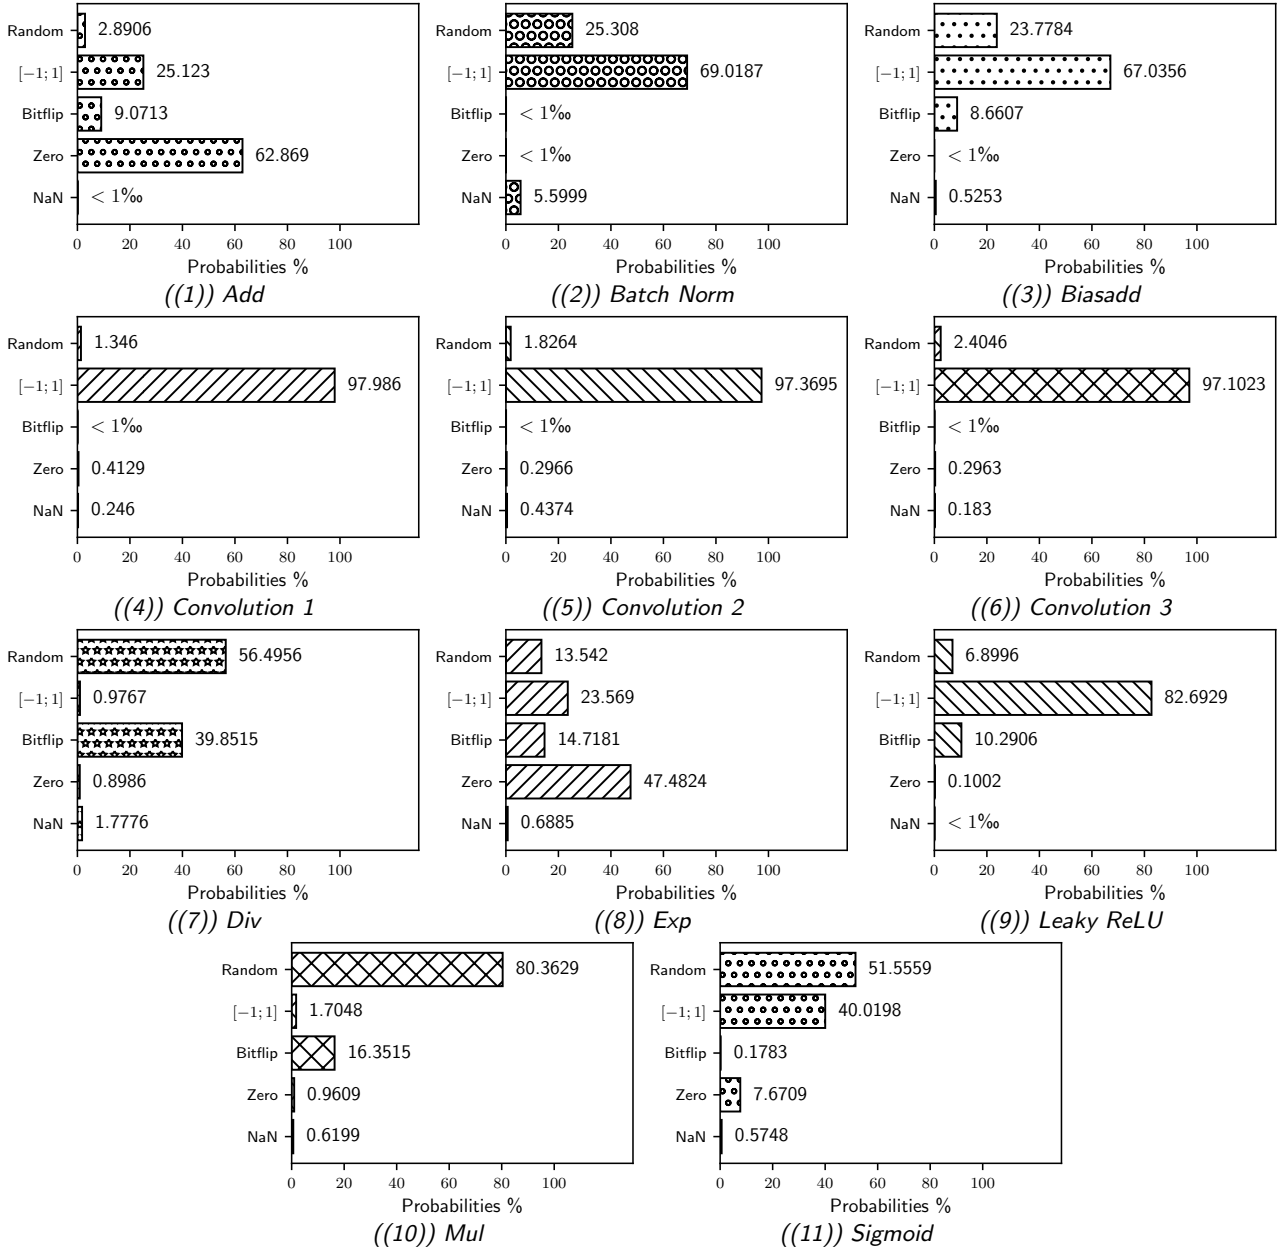 Random 2.8906
[−1; 1] 25.123
Bitflip 9.0713
Zero 62.869
NaN < 1‰
0 20 40 60 80 100
Probabilities %
((1)) Add
Random 25.308
[−1; 1] 69.0187
Bitflip < 1‰
Zero < 1‰
NaN 5.5999
0 20 40 60 80 100
Probabilities %
((2)) Batch Norm
Random 23.7784
[−1; 1] 67.0356
Bitflip 8.6607
Zero < 1‰
NaN 0.5253
0 20 40 60 80 100
Probabilities %
((3)) Biasadd
Random 1.346
[−1; 1] 97.986
Bitflip < 1‰
Zero 0.4129
NaN 0.246
0 20 40 60 80 100
Probabilities %
((4)) Convolution 1
Random 1.8264
[−1; 1] 97.3695
Bitflip < 1‰
Zero 0.2966
NaN 0.4374
0 20 40 60 80 100
Probabilities %
((5)) Convolution 2
Random 2.4046
[−1; 1] 97.1023
Bitflip < 1‰
Zero 0.2963
NaN 0.183
0 20 40 60 80 100
Probabilities %
((6)) Convolution 3
Random 56.4956
[−1; 1] 0.9767
Bitflip 39.8515
Zero 0.8986
NaN 1.7776
0 20 40 60 80 100
Probabilities %
((7)) Div
Random 13.542
[−1; 1] 23.569
Bitflip 14.7181
Zero 47.4824
NaN 0.6885
0 20 40 60 80 100
Probabilities %
((8)) Exp
Random 6.8996
[−1; 1] 82.6929
Bitflip 10.2906
Zero 0.1002
NaN < 1‰
0 20 40 60 80 100
Probabilities %
((9)) Leaky ReLU
Random 80.3629
[−1; 1] 1.7048
Bitflip 16.3515
Zero 0.9609
NaN 0.6199
0 20 40 60 80 100
Probabilities %
((10)) Mul
Random 51.5559
[−1; 1] 40.0198
Bitflip 0.1783
Zero 7.6709
NaN 0.5748
0 20 40 60 80 100
Probabilities %
((11)) Sigmoid